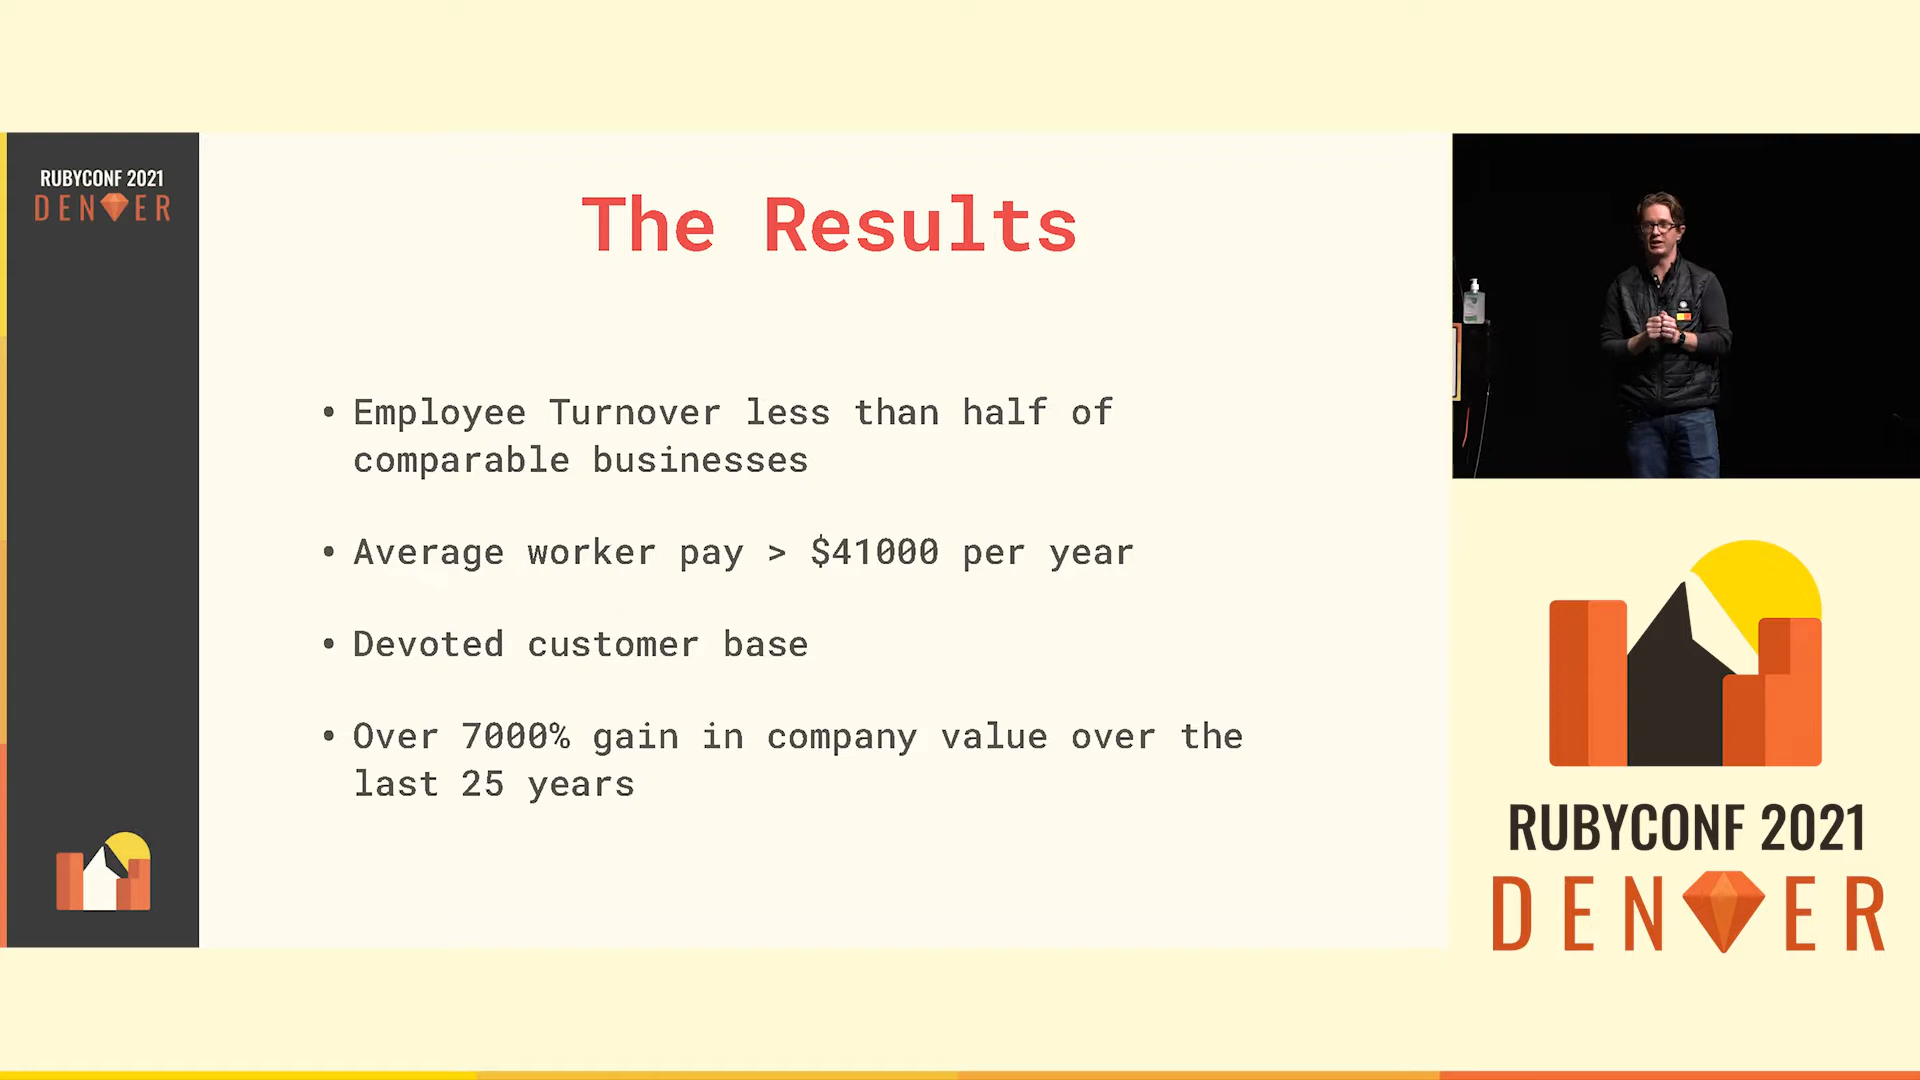 RUBYCONF 2021
DENVER
The Results
• Employee Turnover less than half of
comparable businesses
• Average worker pay > $41000 per year
• Devoted customer base
• Over 7000% gain in company value over the
last 25 years
RUBYCONF 2021
DENVER